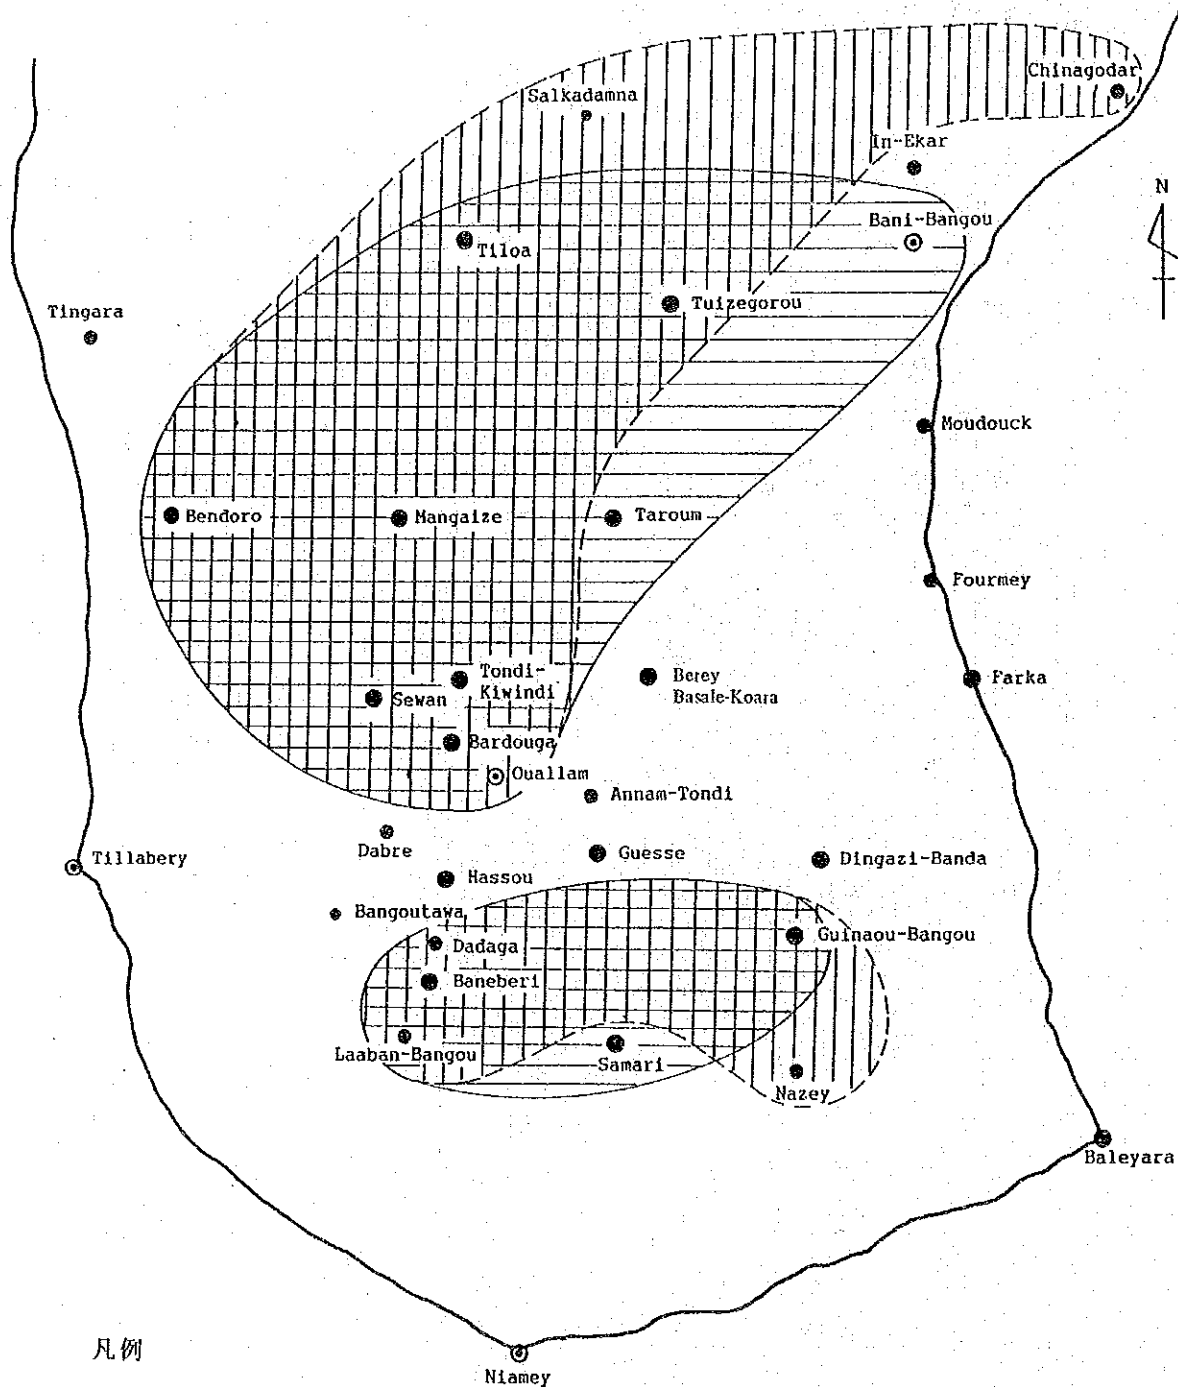 Chinagodar
Salkadamna
In-Ekar
N
Bani-Bangou
Tiloa
Tuizegorou
Tingara
Moudouck
Bendoro
Mangaize
Taroum
Fourmey
Tondi-
Kiwindi
Berey
Basale-Koara
Farka
Sewan
Bardouga
Ouallam
Annam-Tondi
Dabre
Guesse
Dingazi-Banda
Tillabery
Hassou
Bangoutawa
Guinaou-Bangou
Dadaga
Baneberi
Laaban-Bangou
Samari
Nazey
Baleyara
凡例
Niamey